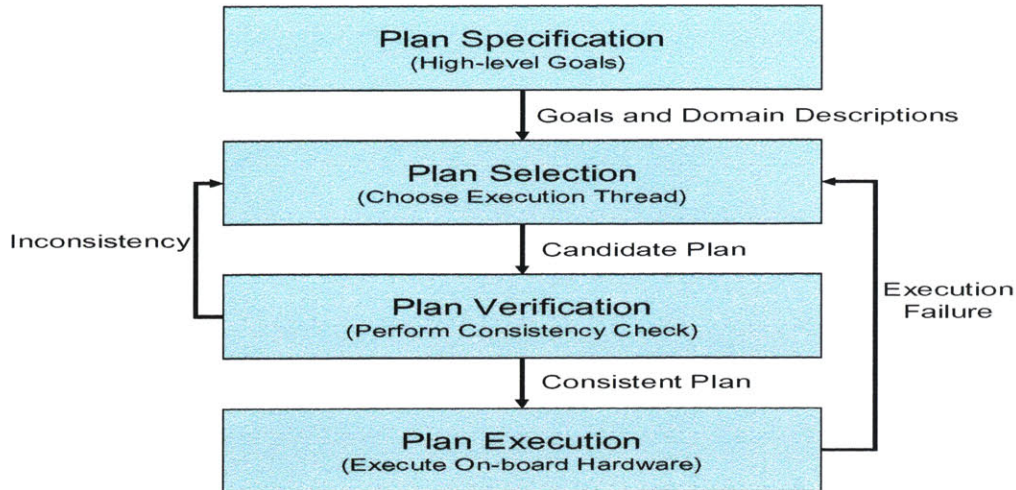 Plan Specification
(High-level Goals)
Goals and Domain Descriptions
Plan Selection
(Choose Execution Thread)
Inconsistency
Candidate Plan
Plan Verification
(Perform Consistency Check)
Execution
Failure
Consistent Plan
Plan Execution
(Execute On-board Hardware)